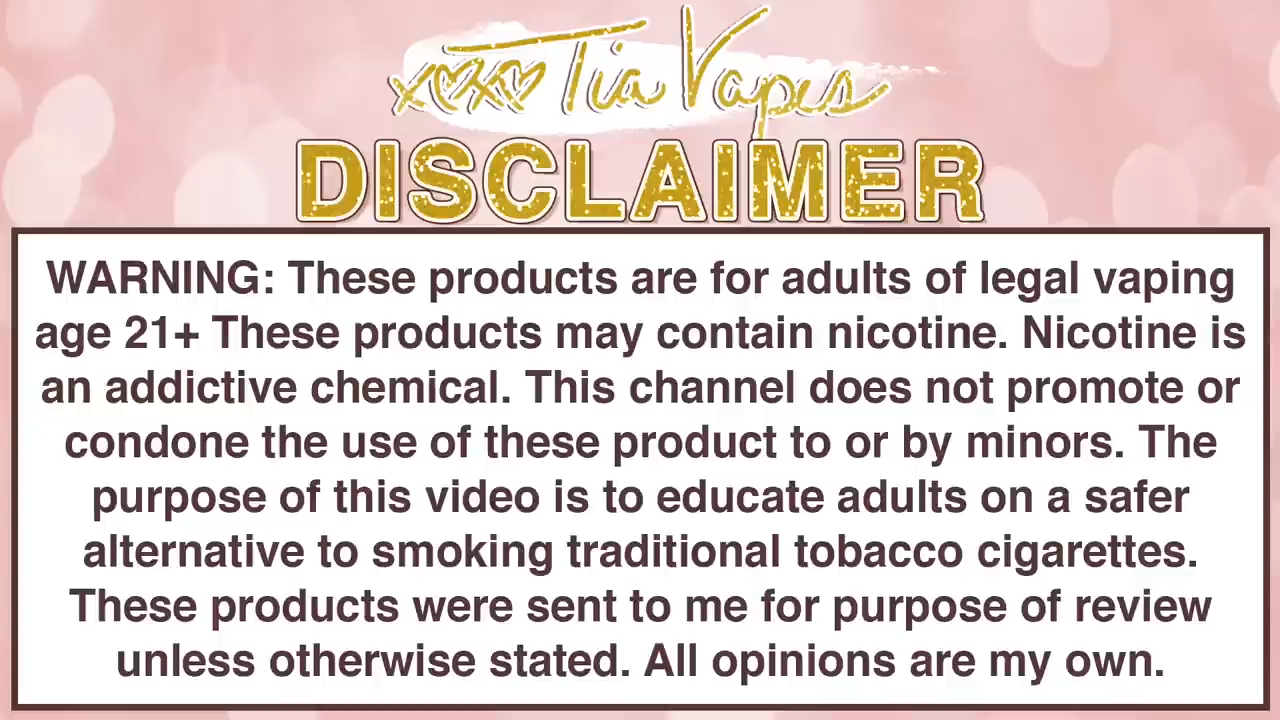 xoxo Tia Vapes
DISCLAIMER
WARNING: These products are for adults of legal vaping
age 21+ These products may contain nicotine. Nicotine is
an addictive chemical. This channel does not promote or
condone the use of these product to or by minors. The
purpose of this video is to educate adults on a safer
alternative to smoking traditional tobacco cigarettes.
These products were sent to me for purpose of review
unless otherwise stated. All opinions are my own.